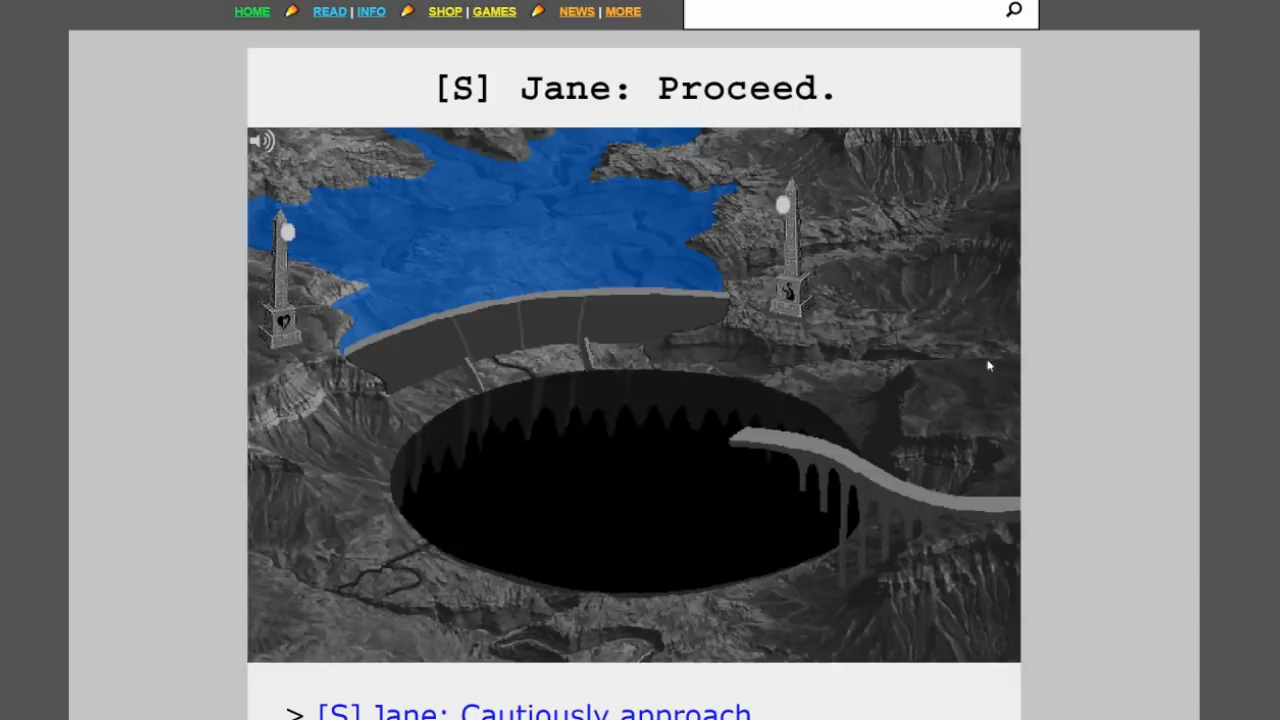 HOME READ | INFO SHOP | GAMES NEWS | MORE
[S] Jane: Proceed.
> [S] Jane: Cautiously approach